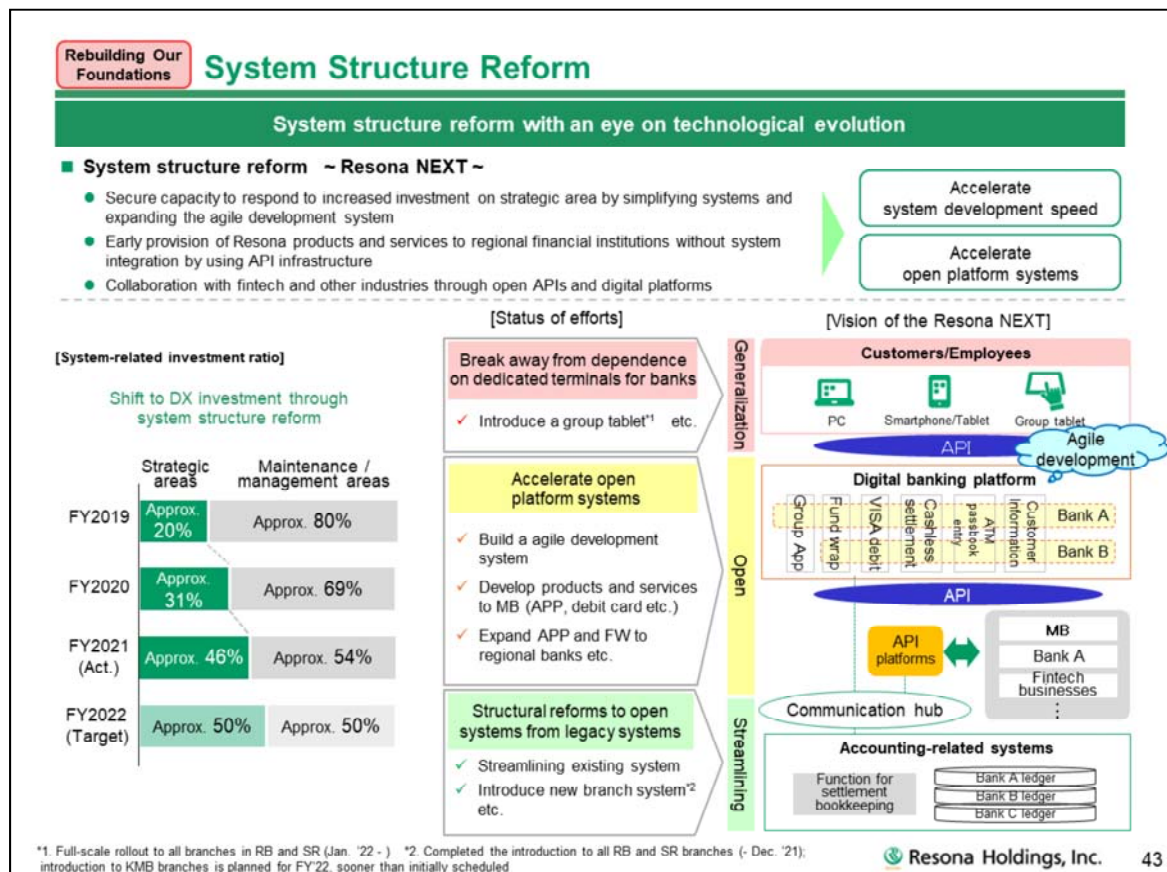 Rebuilding Our
Foundations
System Structure Reform
System structure reform with an eye on technological evolution
System structure reform ~ Resona NEXT ~
Secure capacity to respond to increased investment on strategic area by simplifying systems and
expanding the agile development system
Early provision of Resona products and services to regional financial institutions without system
integration by using API infrastructure
Collaboration with fintech and other industries through open APIs and digital platforms
Accelerate
system development speed
Accelerate
open platform systems
[System-related investment ratio]
Shift to DX investment through
system structure reform
Strategic
areas
Maintenance /
management areas
FY2019
Approx.
20%
Approx. 80%
FY2020
Approx.
31%
Approx. 69%
FY2021
(Act.)
Approx. 46%
Approx. 54%
FY2022
(Target)
Approx. 50%
Approx. 50%
[Status of efforts]
Break away from dependence
on dedicated terminals for banks
✓ Introduce a group tablet*1 etc.
Accelerate open
platform systems
✓ Build a agile development
system
✓ Develop products and services
to MB (APP, debit card etc.)
✓ Expand APP and FW to
regional banks etc.
Structural reforms to open
systems from legacy systems
✓ Streamlining existing system
✓ Introduce new branch system*2
etc.
[Vision of the Resona NEXT]
Generalization
Customers/Employees
PC
Smartphone/Tablet
Group tablet
API
Agile
development
Open
Digital banking platform
Group App
Fund wrap
VISA debit
Cashless
settlement
ATM
passbook
entry
Customer
Information
Bank A
Bank B
API
API
platforms
MB
Bank A
Fintech
businesses
⋮
Communication hub
Streamlining
Accounting-related systems
Function for
settlement
bookkeeping
Bank A ledger
Bank B ledger
Bank C ledger
*1. Full-scale rollout to all branches in RB and SR (Jan. '22 - ) *2. Completed the introduction to all RB and SR branches (- Dec. '21);
introduction to KMB branches is planned for FY'22, sooner than initially scheduled
Resona Holdings, Inc.
43